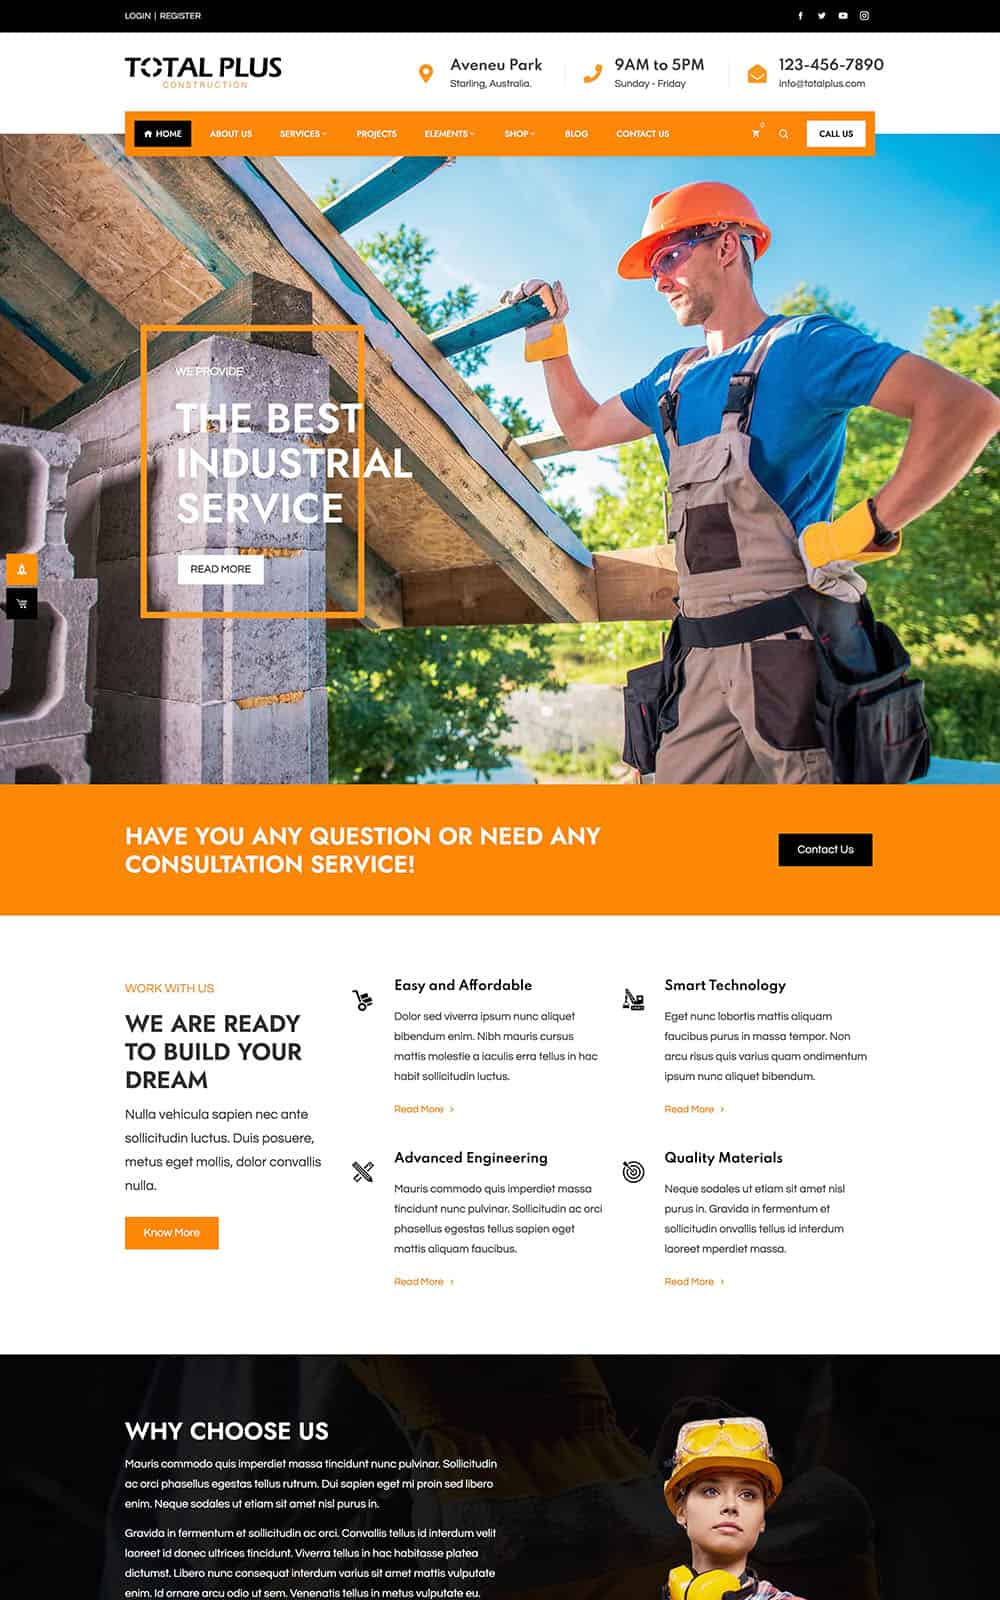 LOGIN | REGISTER
TOTAL PLUS
CONSTRUCTION
Aveneu Park
Starling, Australia.
9AM to 5PM
Sunday - Friday
123-456-7890
info@totalplus.com
HOME ABOUT US SERVICES PROJECTS ELEMENTS SHOP BLOG CONTACT US 0 CALL US
WE PROVIDE
THE BEST
INDUSTRIAL
SERVICE
READ MORE
HAVE YOU ANY QUESTION OR NEED ANY
CONSULTATION SERVICE!
Contact Us
WORK WITH US
WE ARE READY
TO BUILD YOUR
DREAM
Nulla vehicula sapien nec ante
sollicitudin luctus. Duis posuere,
metus eget mollis, dolor convallis
nulla.
Know More
Easy and Affordable
Dolor sed viverra ipsum nunc aliquet
bibendum enim. Nibh mauris cursus
mattis molestie a iaculis erra tellus in hac
habit sollicitudin luctus.
Read More
Smart Technology
Eget nunc lobortis mattis aliquam
faucibus purus in massa tempor. Non
arcu risus quis varius quam ondimentum
ipsum nunc aliquet bibendum.
Read More
Advanced Engineering
Mauris commodo quis imperdiet massa
tincidunt nunc pulvinar. Sollicitudin ac orci
phasellus egestas tellus sapien eget
mattis aliquam faucibus.
Read More
Quality Materials
Neque sodales ut etiam sit amet nisl
purus in. Gravida in fermentum et
sollicitudin onvallis tellus id interdum
laoreet mperdiet massa.
Read More
WHY CHOOSE US
Mauris commodo quis imperdiet massa tincidunt nunc pulvinar. Sollicitudin
ac orci phasellus egestas tellus rutrum. Dui sapien eget mi proin sed libero
enim. Neque sodales ut etiam sit amet nisl purus in.
Gravida in fermentum et sollicitudin ac orci. Convallis tellus id interdum velit
laoreet id donec ultrices tincidunt. Viverra tellus in hac habitasse platea
dictumst. Libero nunc consequat interdum varius sit amet mattis vulputate
enim. Id ornare arcu odio ut sem. Venenatis tellus in metus vulputate eu.